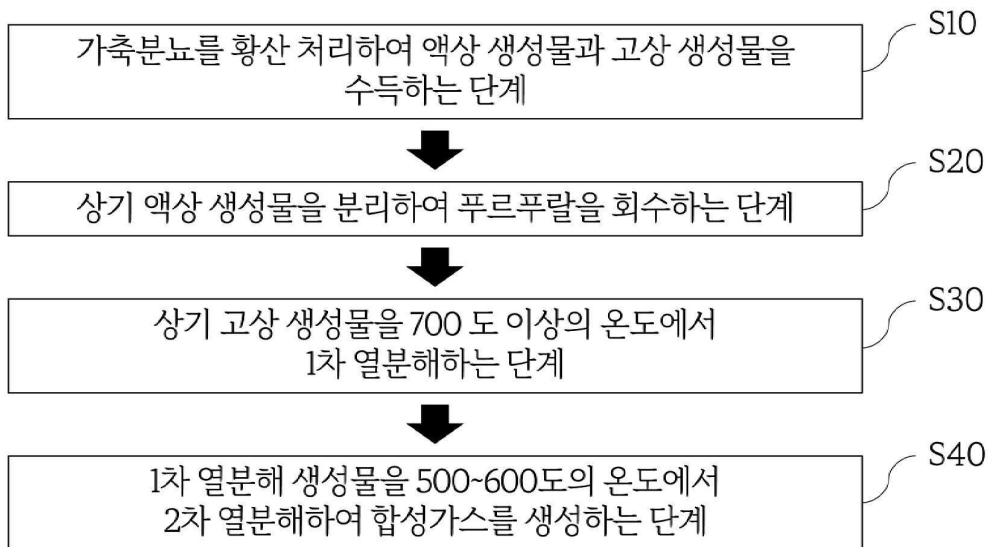 S10
가축분뇨를 황산 처리하여 액상 생성물과 고상 생성물을
수득하는 단계
S20
상기 액상 생성물을 분리하여 푸르푸랄을 회수하는 단계
S30
상기 고상 생성물을 700 도 이상의 온도에서
1차 열분해하는 단계
S40
1차 열분해 생성물을 500~600도의 온도에서
2차 열분해하여 합성가스를 생성하는 단계